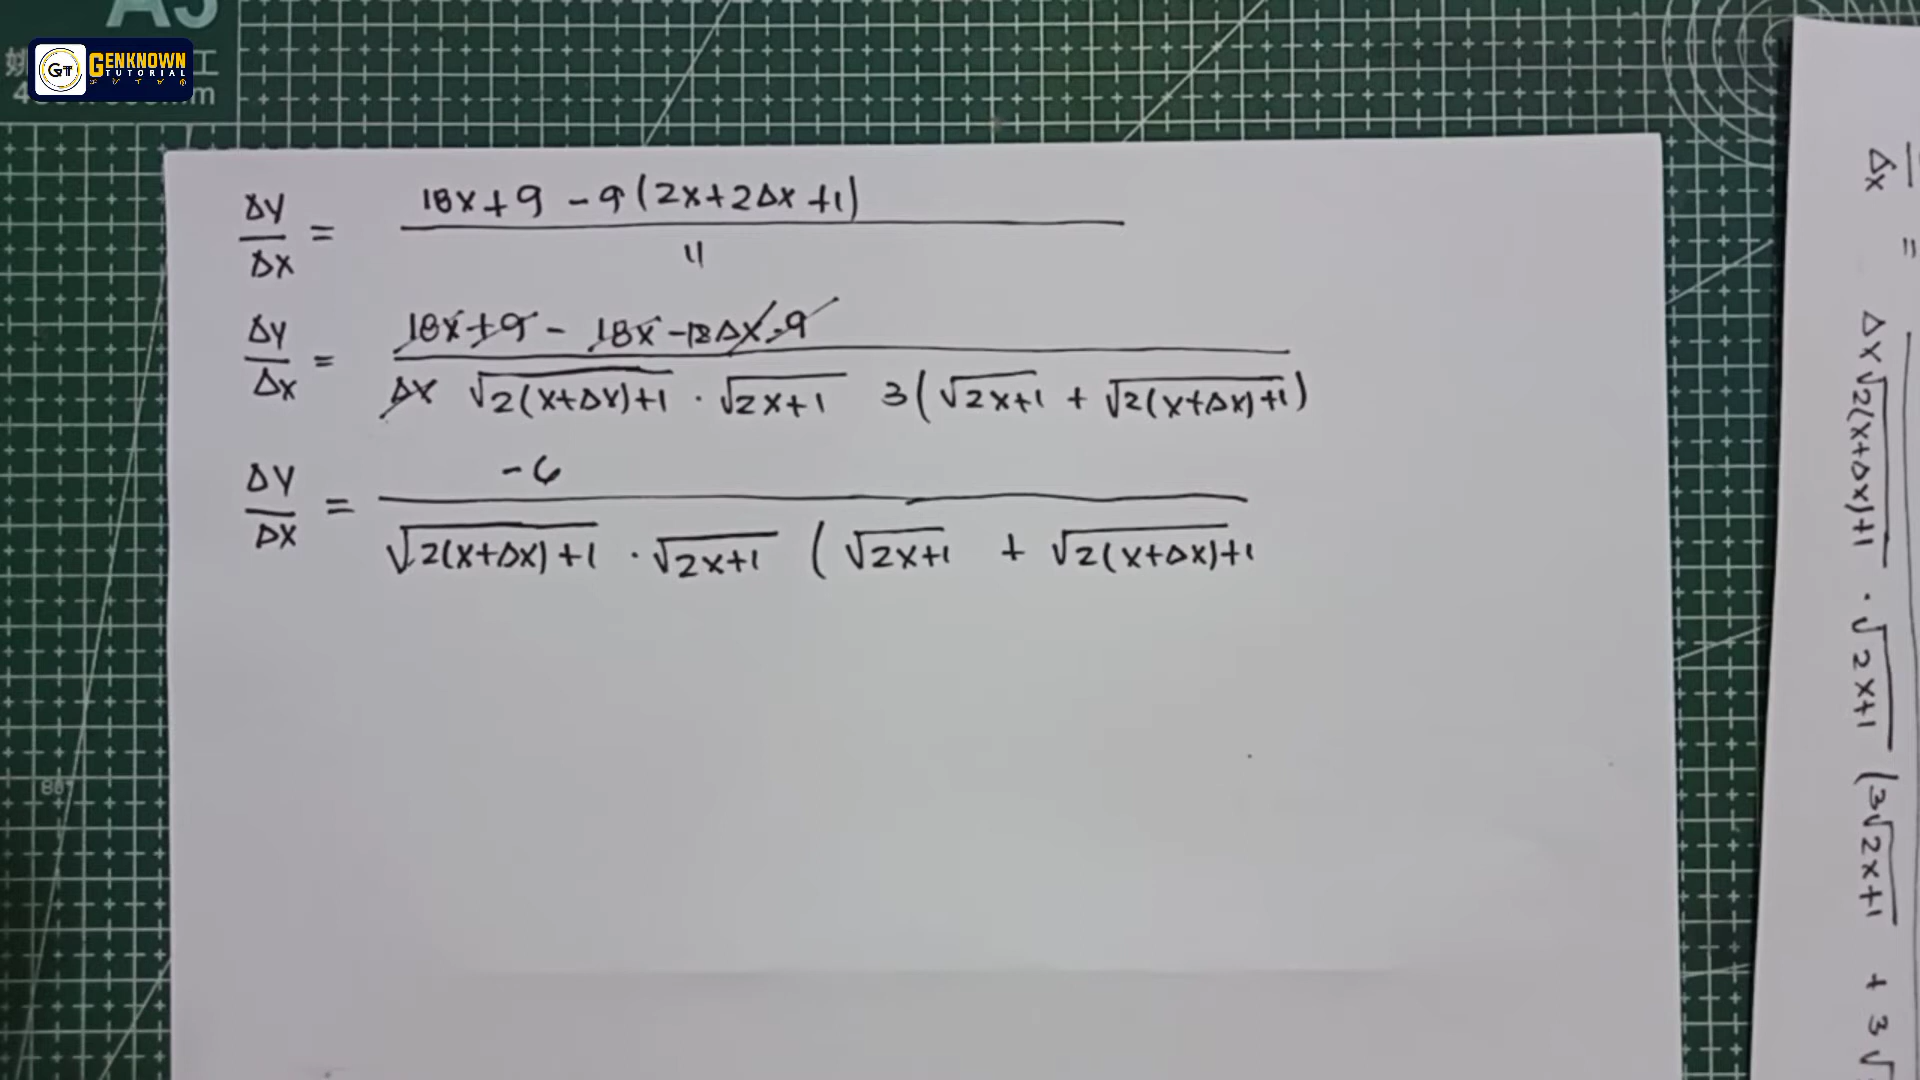 A3
GT GENKNOWN
TUTORIAL
Δy/Δx = 18x+9 - 9(2x+2Δx+1) / "
Δy/Δx = 18x+9 - 18x - 18Δx - 9 / Δx √2(x+Δx)+1 · √2x+1 3(√2x+1 + √2(x+Δx)+1)
Δy/Δx = -6 / √2(x+Δx)+1 · √2x+1 (√2x+1 + √2(x+Δx)+1
Δx =
Δx √2(x+Δx)+1 · √2x+1 (3√2x+1 + 3√